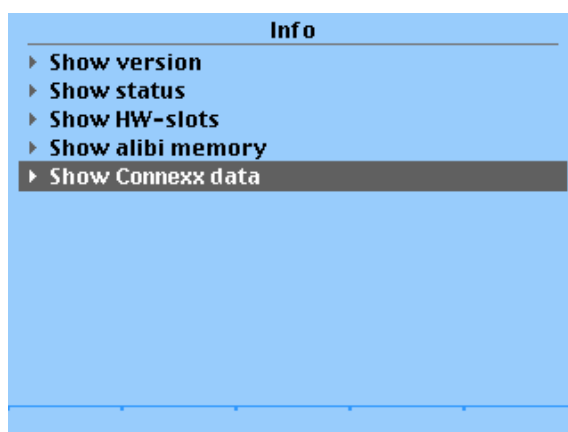 Info
Show version
Show status
Show HW-slots
Show alibi memory
Show Connexx data